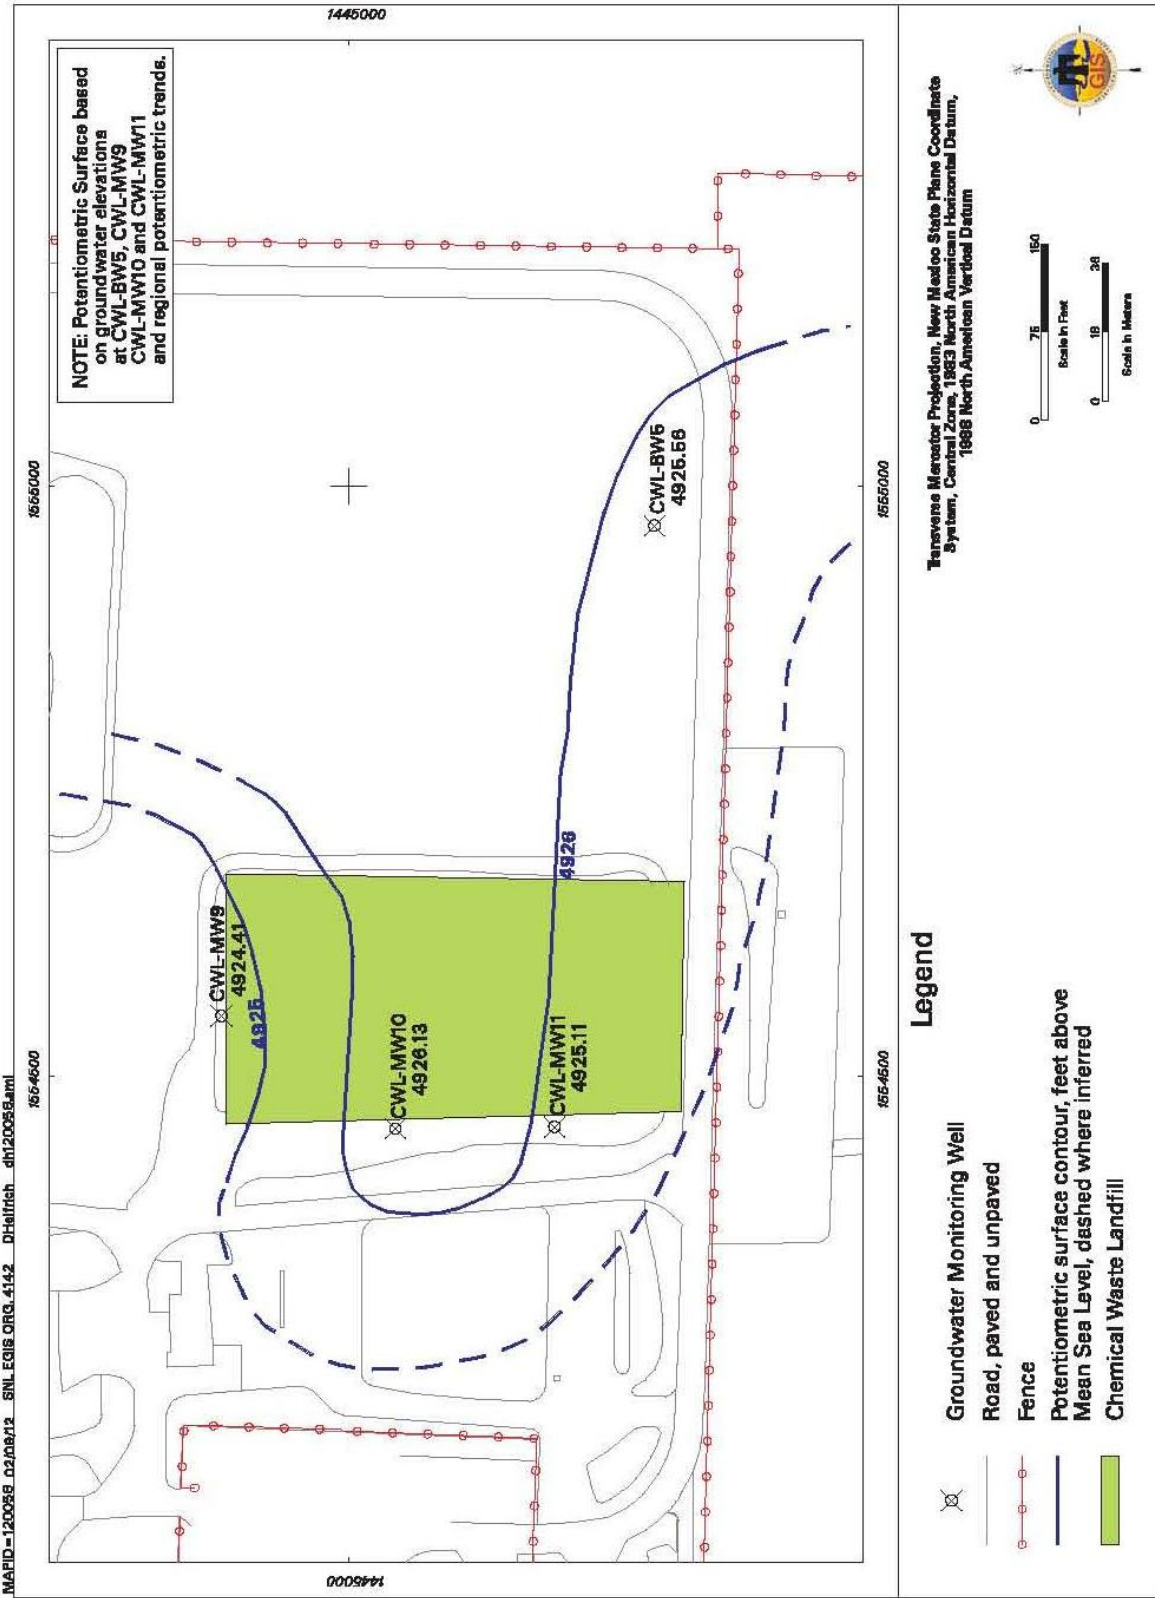 MAPID=120058 02/08/12 SNL EGIS ORG. 4142 DHelfrich dh120058.aml
1554500
1555000
1445000
1445000
NOTE: Potentiometric Surface based
on groundwater elevations
at CWL-BW5, CWL-MW9
CWL-MW10 and CWL-MW11
and regional potentiometric trends.
CWL-MW9
4924.41
4925
CWL-MW10
4926.13
CWL-MW11
4925.11
4926
CWL-BW5
4925.56
1554500
1555000
Legend
Groundwater Monitoring Well
Road, paved and unpaved
Fence
Potentiometric surface contour, feet above
Mean Sea Level, dashed where inferred
Chemical Waste Landfill
Transverse Mercator Projection, New Mexico State Plane Coordinate
System, Central Zone, 1983 North American Horizontal Datum,
1988 North American Vertical Datum
0 75 150
Scale in Feet
0 18 36
Scale in Meters
GIS